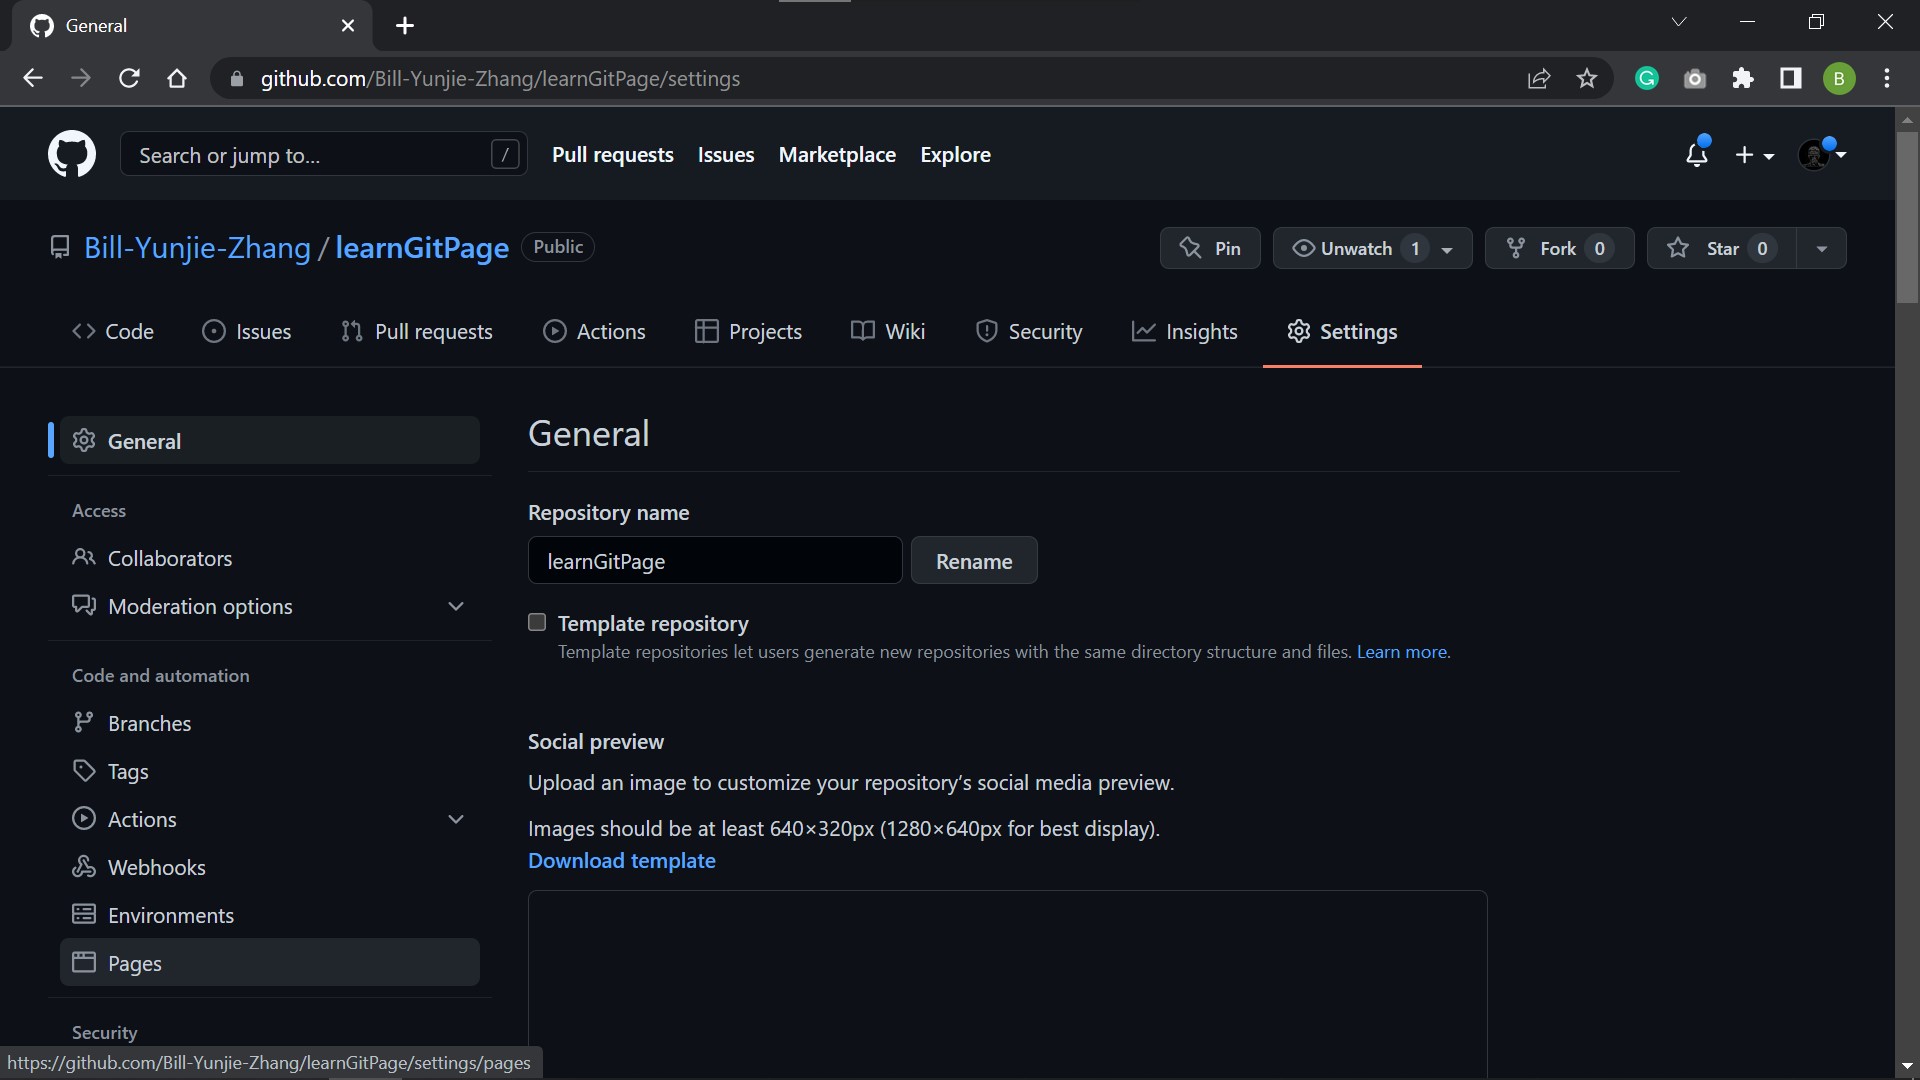 General
github.com/Bill-Yunjie-Zhang/learnGitPage/settings
B
Search or jump to... /
Pull requests Issues Marketplace Explore
Bill-Yunjie-Zhang / learnGitPage Public
Pin Unwatch 1 Fork 0 Star 0
Code Issues Pull requests Actions Projects Wiki Security Insights Settings
General
Access
Collaborators
Moderation options
Code and automation
Branches
Tags
Actions
Webhooks
Environments
Pages
Security
General
Repository name
learnGitPage Rename
Template repository
Template repositories let users generate new repositories with the same directory structure and files. Learn more.
Social preview
Upload an image to customize your repository’s social media preview.
Images should be at least 640×320px (1280×640px for best display).
Download template
https://github.com/Bill-Yunjie-Zhang/learnGitPage/settings/pages